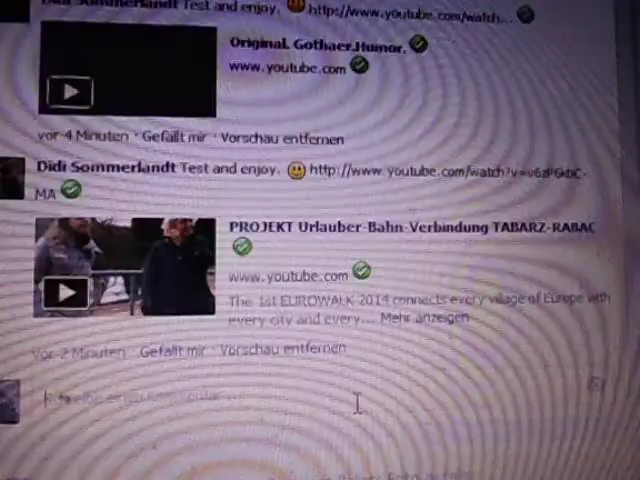 Didi Sommerlandt Test and enjoy. http://www.youtube.com/watch...
Original. Gothaer.Humor.
www.youtube.com
vor 4 Minuten · Gefällt mir · Vorschau entfernen
Didi Sommerlandt Test and enjoy. http://www.youtube.com/watch?
MA
PROJEKT Urlauber-Bahn-Verbindung TABARZ-RABAC
www.youtube.com
The 1st EUROWALK 2014 connects every village of Europe with
every city and every... Mehr anzeigen
vor 2 Minuten · Gefällt mir · Vorschau entfernen